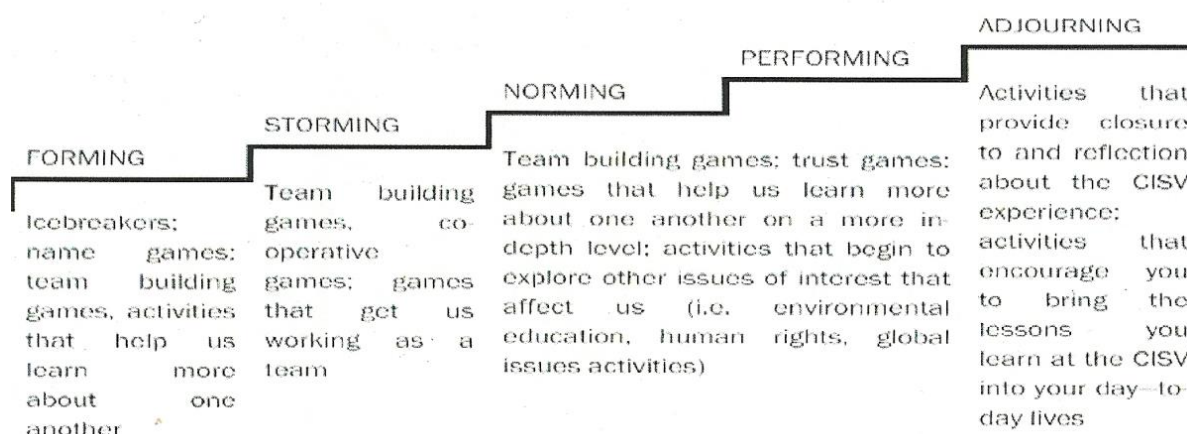 FORMING
Icebreakers;
name games;
team building
games, activities
that help us
learn more
about one
another
STORMING
Team building
games, co-
operative
games; games
that get us
working as a
team
NORMING
PERFORMING
Team building games; trust games;
games that help us learn more
about one another on a more in-
depth level; activities that begin to
explore other issues of interest that
affect us (i.e. environmental
education, human rights, global
issues activities)
ADJOURNING
Activities that
provide closure
to and reflection
about the CISV
experience;
activities that
encourage you
to bring the
lessons you
learn at the CISV
into your day-to-
day lives